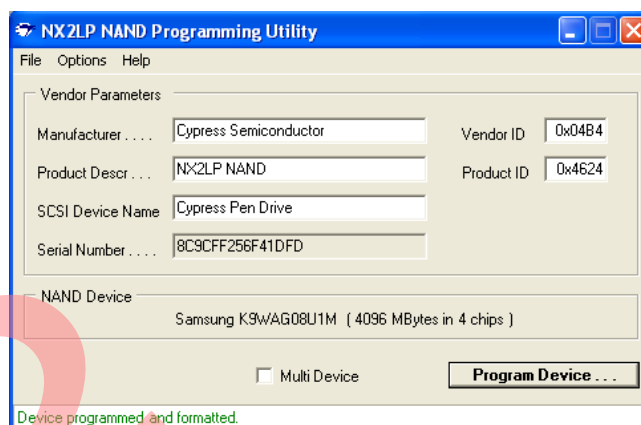 NX2LP NAND Programming Utility
File Options Help
Vendor Parameters
Manufacturer . . . . Cypress Semiconductor Vendor ID 0x04B4
Product Descr . . . NX2LP NAND Product ID 0x4624
SCSI Device Name Cypress Pen Drive
Serial Number . . . . 8C9CFF256F41DFD
NAND Device
Samsung K9WAG08U1M ( 4096 MBytes in 4 chips )
Multi Device Program Device . . .
Device programmed and formatted.